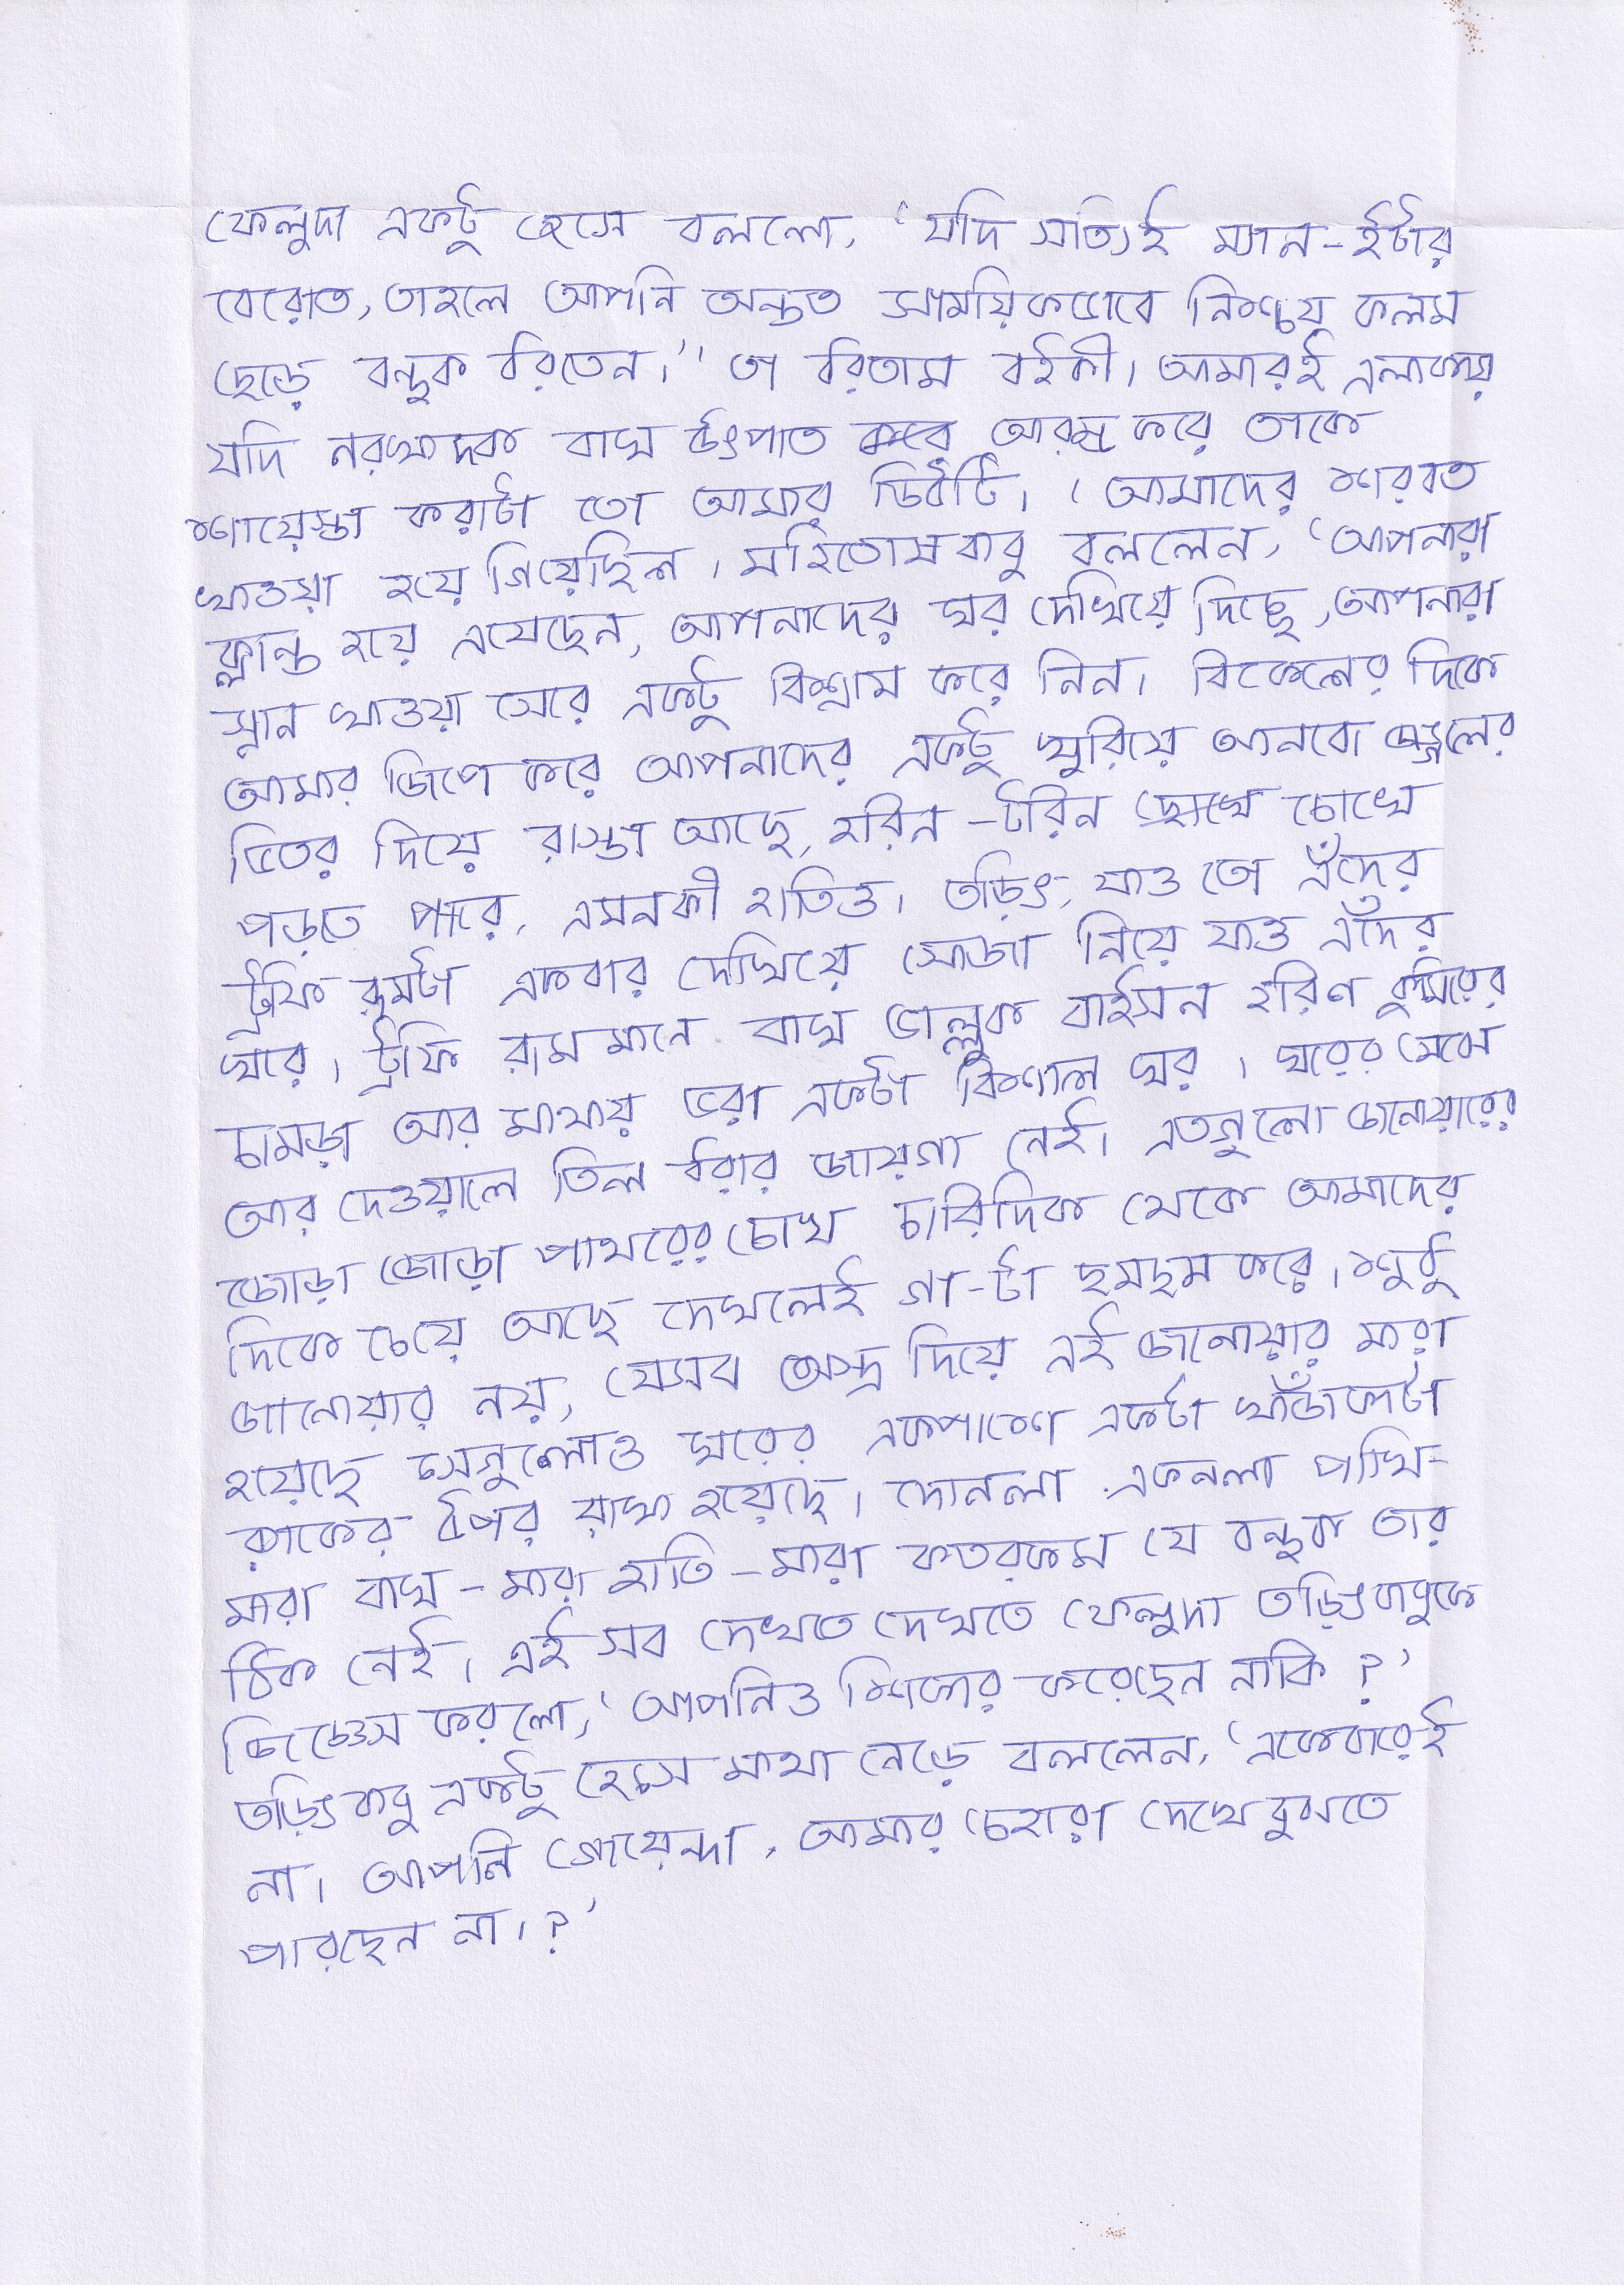 ফেলুদা একটু হেসে বললো, ‘যদি সত্যিই ম্যান-ইটার
বেরোত, তাহলে আপনি অন্তত সাময়িকভাবে নিশ্চয় কলম
ছেড়ে বন্দুক ধরিতেন।’ ‘তা ধরিতাম বইকী। আমারই এলাকায়
যদি নরখাদক বাঘ উৎপাত আরম্ভ করে তাকে
শায়েস্তা করাটা তো আমার ডিউটি। ‘আমাদের শরবত
খাওয়া হয়ে গিয়েছিল। মহিতোষবাবু বললেন, ‘আপনারা
ক্লান্ত হয়ে এসেছেন, আপনাদের ঘর দেখিয়ে দিচ্ছে, আপনারা
স্নান খাওয়া সেরে একটু বিশ্রাম করে নিন। বিকেলের দিকে
আমার জিপে করে আপনাদের একটু ঘুরিয়ে আনবো জঙ্গলের
ভিতর দিয়ে রাস্তা আছে, হরিন-টরিন চোখে
পড়তে পারে, এমনকী হাতিও। তড়িৎ, যাও তো এঁদের
ট্রফি রুমটা একবার দেখিয়ে সোজা নিয়ে যাও এঁদের
ঘরে। ট্রফি রুম মানে বাঘ ভাল্লুক বাইসন হরিণ কুমিরের
চামড়া আর মাথায় ভরা একটা বিশাল ঘর। ঘরের মেঝে
আর দেওয়ালে তিল ধরার জায়গা নেই। এতগুলো জানোয়ারের
জোড়া জোড়া পাথরের চোখ চারিদিক থেকে আমাদের
দিকে চেয়ে আছে দেখলেই গা-টা ছমছম করে। শুধু
জানোয়ার নয়, যেসব অস্ত্র দিয়ে এই জানোয়ার মারা
হয়েছে সেগুলোও ঘরের একপাশে একটা খাঁজকাটা
র‍্যাকের উপর রাখা হয়েছে। দোনলা একনলা পাখি-
মারা বাঘ-মারা হাতি-মারা কতরকম যে বন্দুক তার
ঠিক নেই। এই সব দেখতে দেখতে ফেলুদা তড়িৎবাবুকে
জিজ্ঞেস করলো, ‘আপনিও শিকার করেছেন নাকি?’
তড়িৎবাবু একটু হেসে মাথা নেড়ে বললেন, ‘একেবারেই
না। আপনি গোয়েন্দা, আমার চেহারা দেখে বুঝতে
পারছেন না।?’